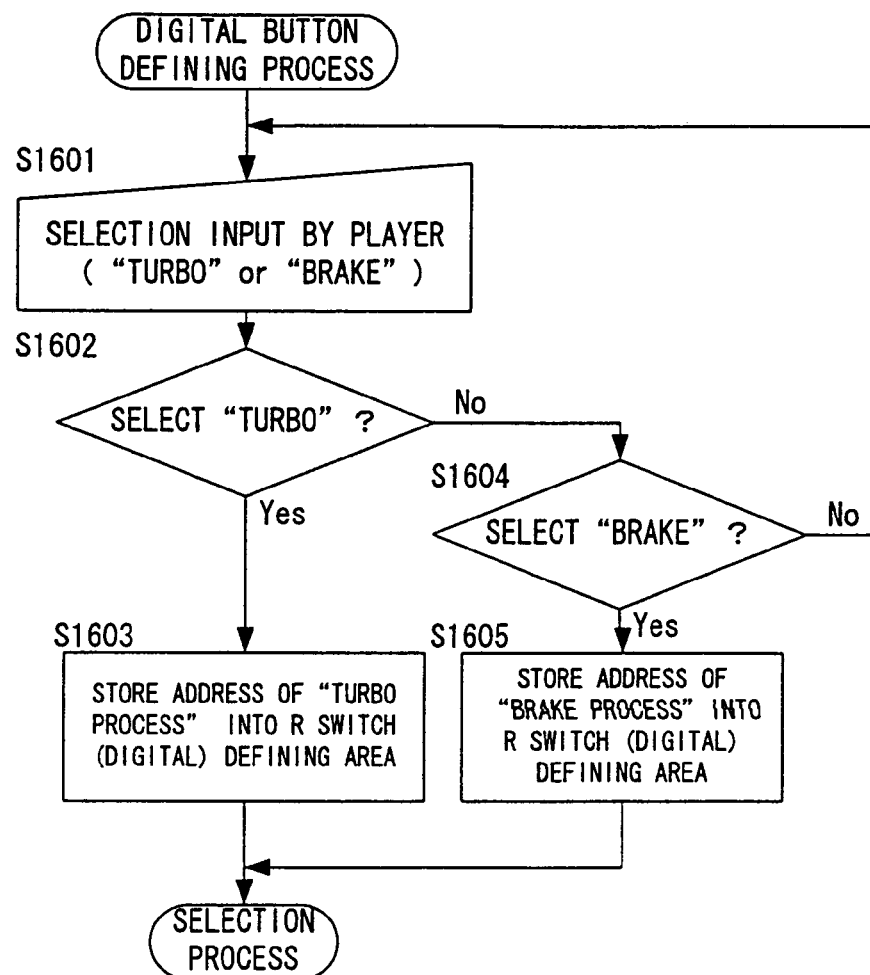 DIGITAL BUTTON
DEFINING PROCESS
S1601
SELECTION INPUT BY PLAYER
( “TURBO” or “BRAKE” )
S1602
SELECT “TURBO” ?
No
Yes
S1604
SELECT “BRAKE” ?
No
Yes
S1603
STORE ADDRESS OF “TURBO
PROCESS” INTO R SWITCH
(DIGITAL) DEFINING AREA
S1605
STORE ADDRESS OF
“BRAKE PROCESS” INTO
R SWITCH (DIGITAL)
DEFINING AREA
SELECTION
PROCESS